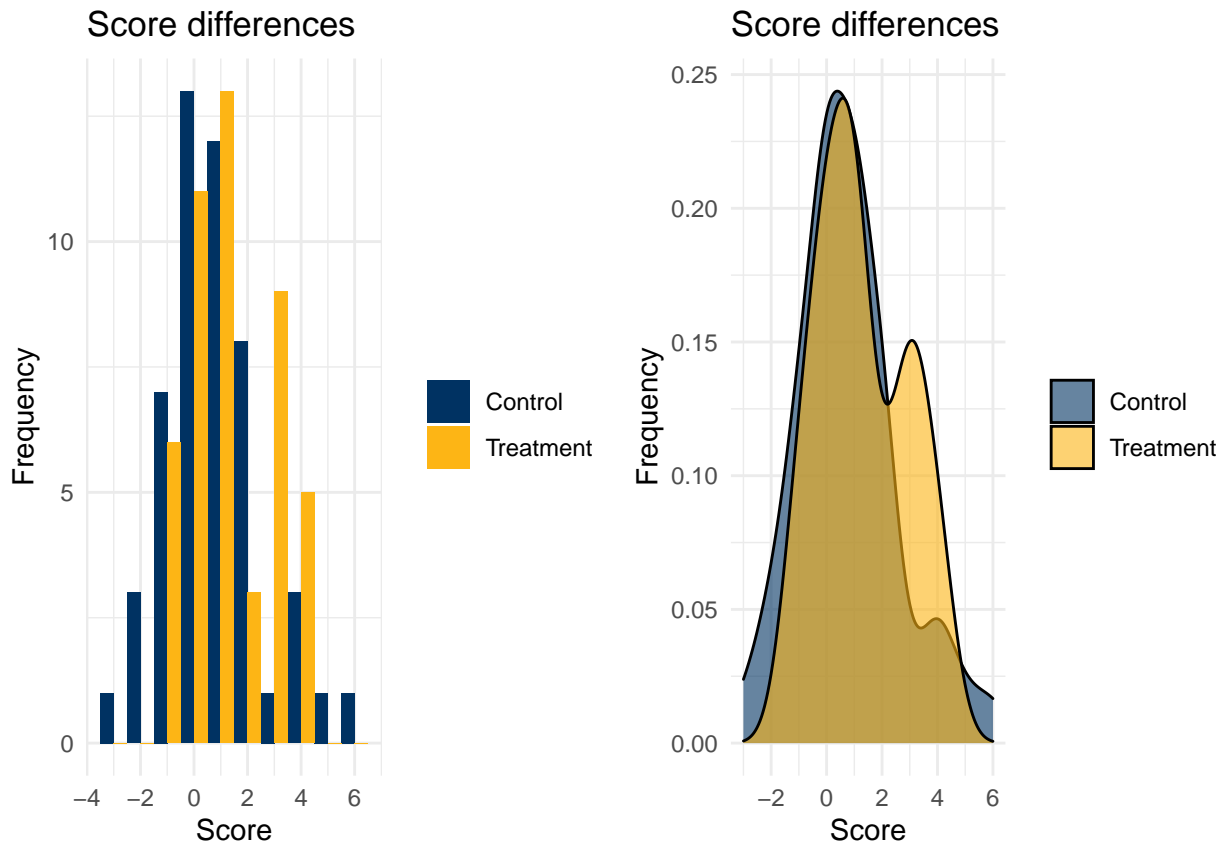 Score differences
Frequency
10
5
0
−4 −2 0 2 4 6
Score
Control
Treatment
Score differences
Frequency
0.25
0.20
0.15
0.10
0.05
0.00
−2 0 2 4 6
Score
Control
Treatment